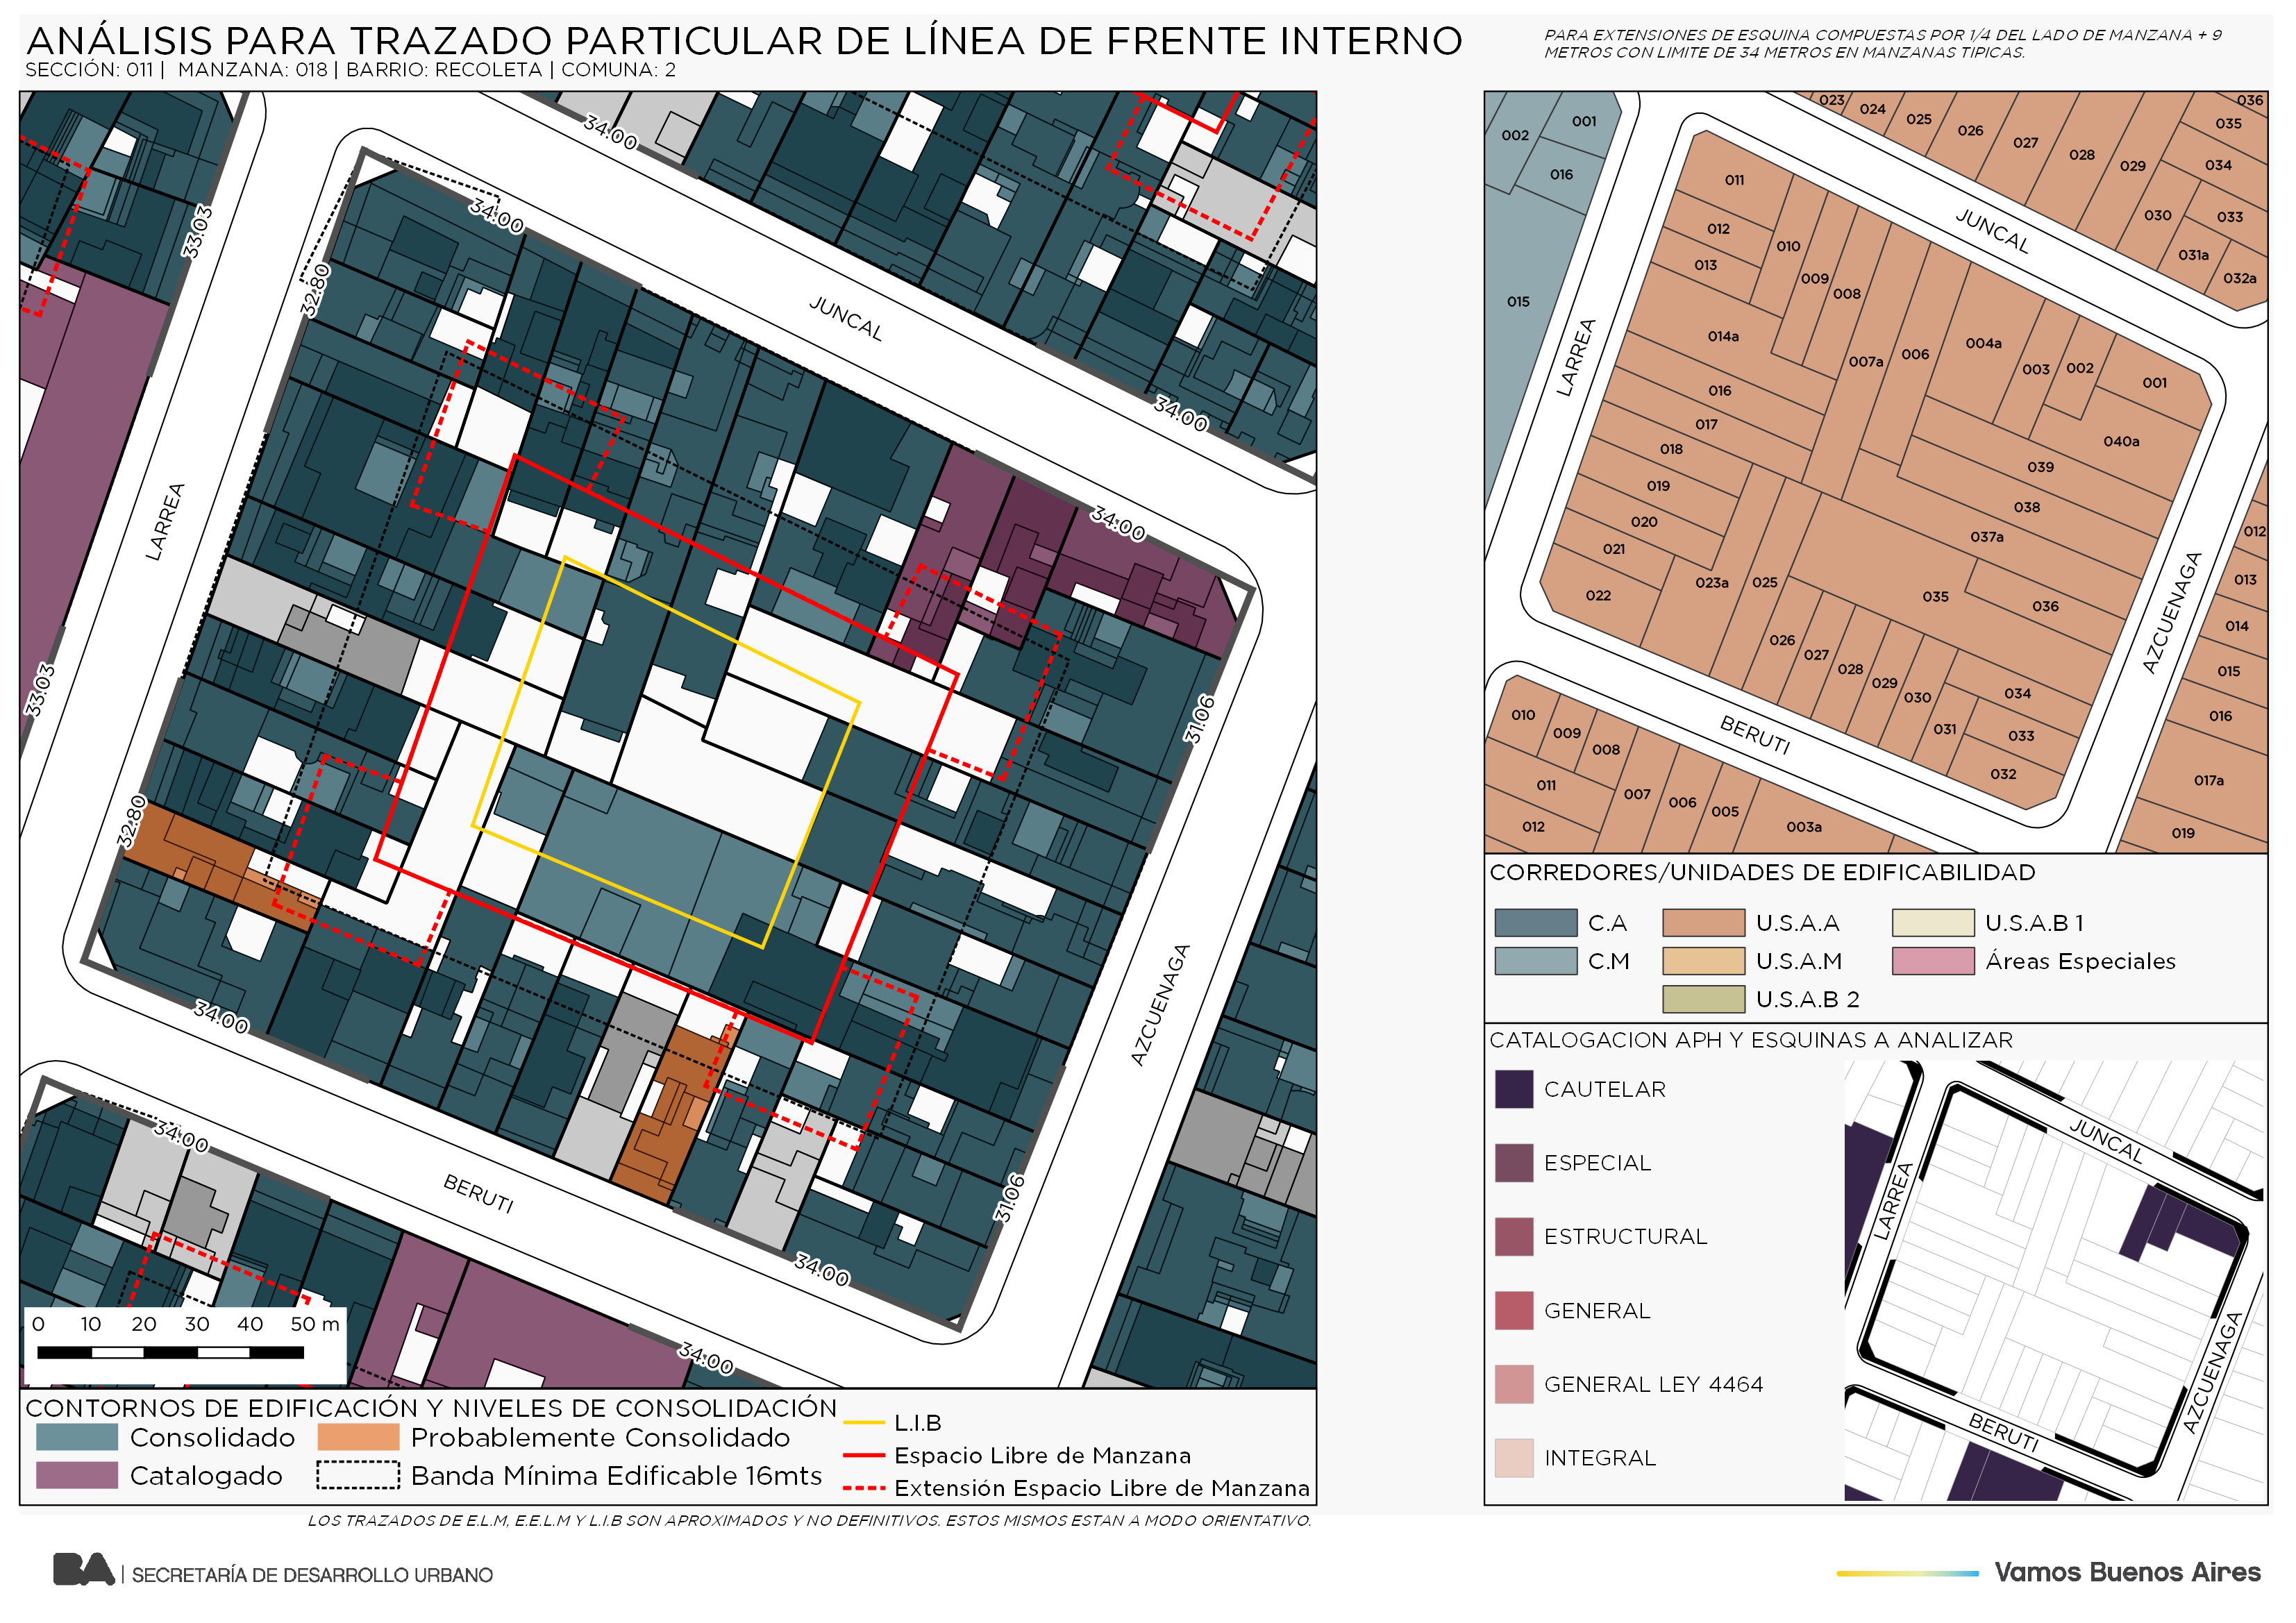 ANÁLISIS PARA TRAZADO PARTICULAR DE LÍNEA DE FRENTE INTERNO
SECCIÓN: 011 | MANZANA: 018 | BARRIO: RECOLETA | COMUNA: 2
PARA EXTENSIONES DE ESQUINA COMPUESTAS POR 1/4 DEL LADO DE MANZANA + 9
METROS CON LIMITE DE 34 METROS EN MANZANAS TIPICAS.
34.00
33.03
34.00
32.80
JUNCAL
34.00
LARREA
34.00
33.03
31.06
32.80
AZCUENAGA
34.00
34.00
BERUTI
31.06
34.00
34.00
0 10 20 30 40 50 m
CONTORNOS DE EDIFICACIÓN Y NIVELES DE CONSOLIDACIÓN
Consolidado
Probablemente Consolidado
Catalogado
Banda Mínima Edificable 16mts
L.I.B
Espacio Libre de Manzana
Extensión Espacio Libre de Manzana
LOS TRAZADOS DE E.L.M, E.E.L.M Y L.I.B SON APROXIMADOS Y NO DEFINITIVOS. ESTOS MISMOS ESTAN A MODO ORIENTATIVO.
023
024
025
026
027
028
029
030
031a
032a
033
034
035
036
001
002
016
015
JUNCAL
LARREA
011
012
013
010
009
008
014a
007a
006
004a
003
002
001
016
017
018
019
020
021
022
023a
025
040a
039
038
037a
035
036
026
027
028
029
030
031
034
033
032
AZCUENAGA
BERUTI
012
013
014
015
016
017a
019
010
009
008
011
012
007
006
005
003a
CORREDORES/UNIDADES DE EDIFICABILIDAD
C.A
U.S.A.A
U.S.A.B 1
C.M
U.S.A.M
Áreas Especiales
U.S.A.B 2
CATALOGACION APH Y ESQUINAS A ANALIZAR
CAUTELAR
ESPECIAL
ESTRUCTURAL
GENERAL
GENERAL LEY 4464
INTEGRAL
JUNCAL
LARREA
AZCUENAGA
BERUTI
BA | SECRETARÍA DE DESARROLLO URBANO
Vamos Buenos Aires